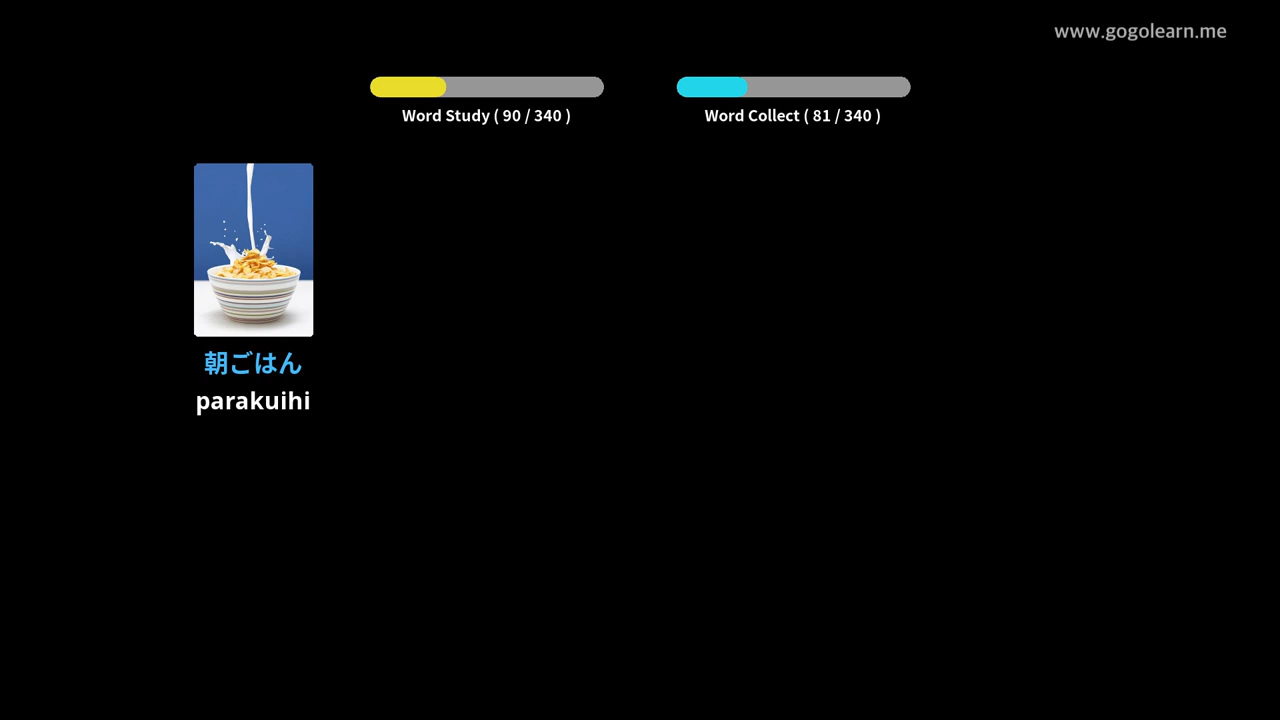 www.gogolearn.me
Word Study ( 90 / 340 )
Word Collect ( 81 / 340 )
朝ごはん
parakuihi